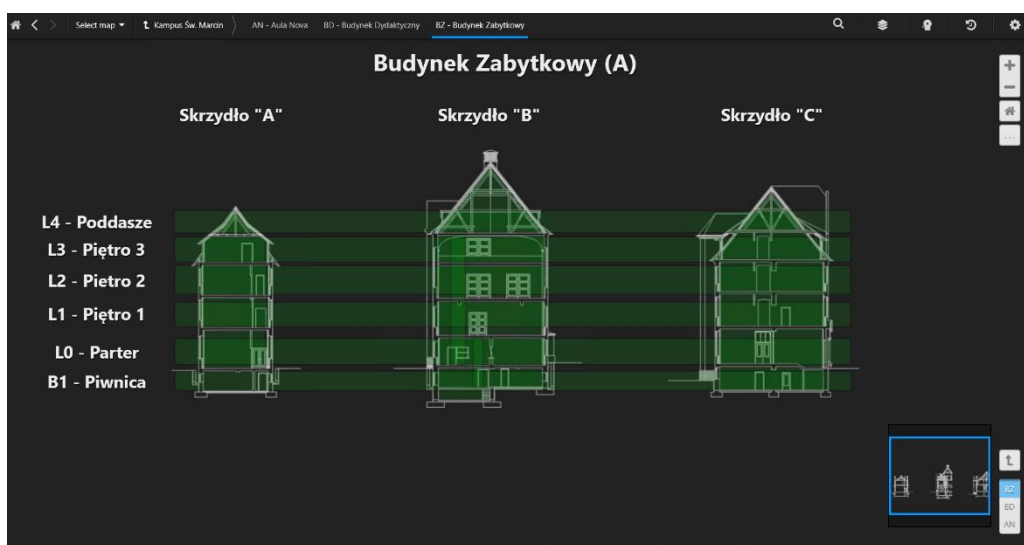 Select map
Kampus Św. Marcin
AN - Aula Nova
BD - Budynek Dydaktyczny
BZ - Budynek Zabytkowy
Budynek Zabytkowy (A)
Skrzydło "A"
Skrzydło "B"
Skrzydło "C"
L4 - Poddasze
L3 - Piętro 3
L2 - Pietro 2
L1 - Piętro 1
L0 - Parter
B1 - Piwnica
BZ
BD
AN